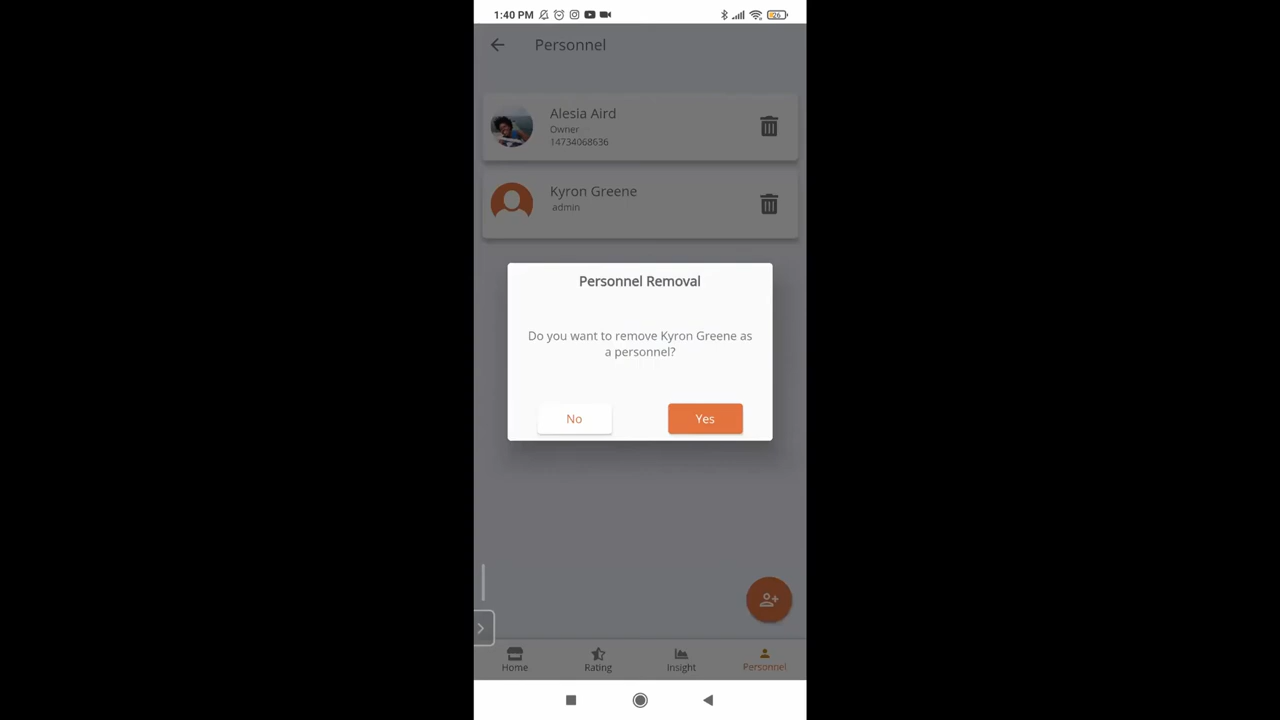 1:40 PM
26
Personnel
Alesia Aird
Owner
14734068636
Kyron Greene
admin
Personnel Removal
Do you want to remove Kyron Greene as
a personnel?
No
Yes
Home
Rating
Insight
Personnel